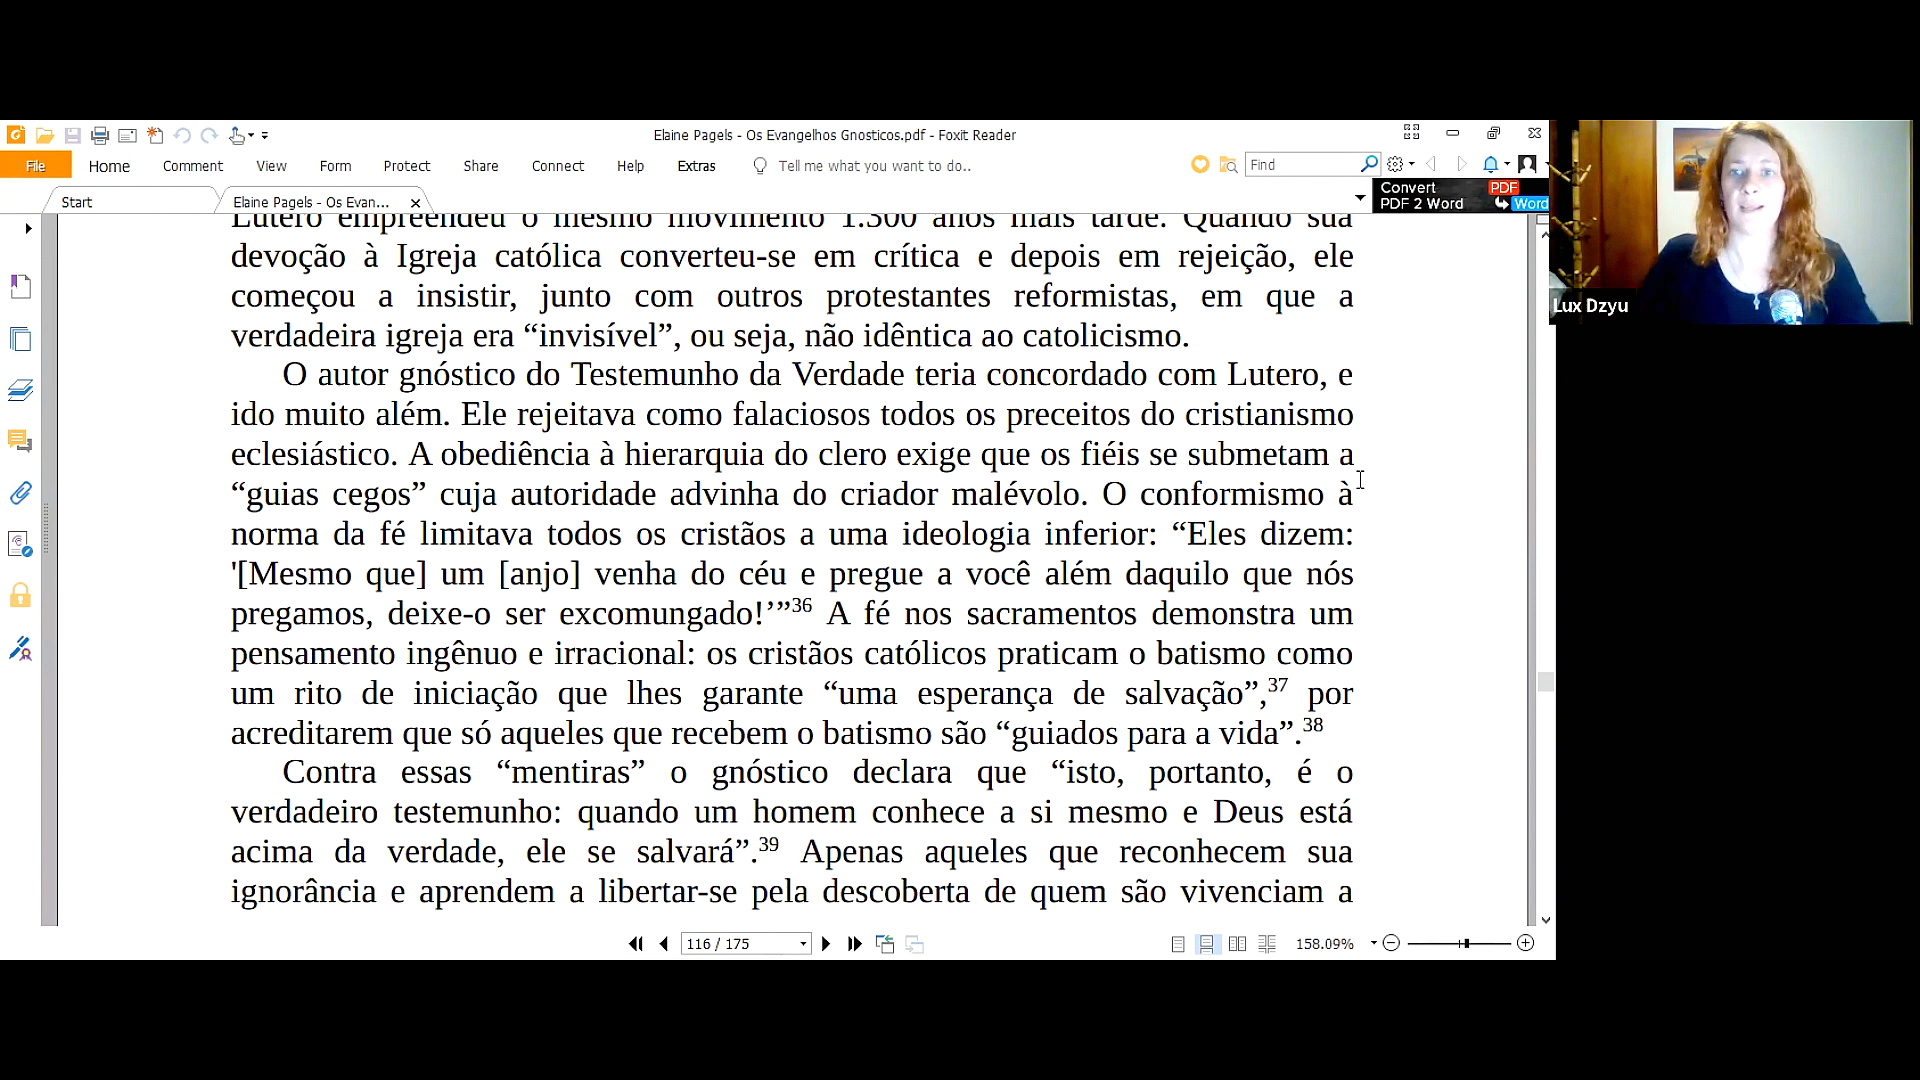 Elaine Pagels - Os Evangelhos Gnosticos.pdf - Foxit Reader
File Home Comment View Form Protect Share Connect Help Extras Tell me what you want to do.. Find
Convert PDF
PDF 2 Word Word
Start Elaine Pagels - Os Evan...
Lutero empreendeu o mesmo movimento 1.300 anos mais tarde. Quando sua
devoção à Igreja católica converteu-se em crítica e depois em rejeição, ele
começou a insistir, junto com outros protestantes reformistas, em que a
verdadeira igreja era “invisível”, ou seja, não idêntica ao catolicismo.
O autor gnóstico do Testemunho da Verdade teria concordado com Lutero, e
ido muito além. Ele rejeitava como falaciosos todos os preceitos do cristianismo
eclesiástico. A obediência à hierarquia do clero exige que os fiéis se submetam a
“guias cegos” cuja autoridade advinha do criador malévolo. O conformismo à
norma da fé limitava todos os cristãos a uma ideologia inferior: “Eles dizem:
'[Mesmo que] um [anjo] venha do céu e pregue a você além daquilo que nós
pregamos, deixe-o ser excomungado!’”36 A fé nos sacramentos demonstra um
pensamento ingênuo e irracional: os cristãos católicos praticam o batismo como
um rito de iniciação que lhes garante “uma esperança de salvação”,37 por
acreditarem que só aqueles que recebem o batismo são “guiados para a vida”.38
Contra essas “mentiras” o gnóstico declara que “isto, portanto, é o
verdadeiro testemunho: quando um homem conhece a si mesmo e Deus está
acima da verdade, ele se salvará”.39 Apenas aqueles que reconhecem sua
ignorância e aprendem a libertar-se pela descoberta de quem são vivenciam a
116 / 175
158.09%
Lux Dzyu